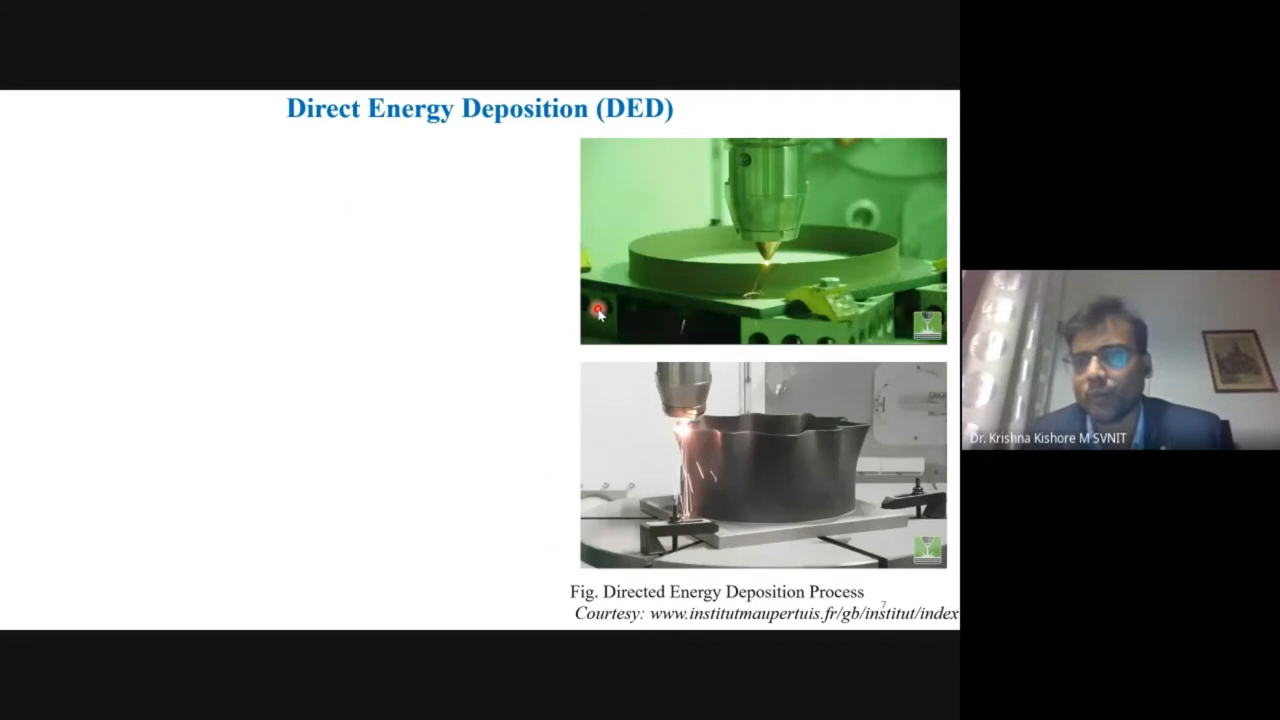 Direct Energy Deposition (DED)
Fig. Directed Energy Deposition Process
7
Courtesy: www.institutmaupertuis.fr/gb/institut/index
Dr. Krishna Kishore M SVNIT